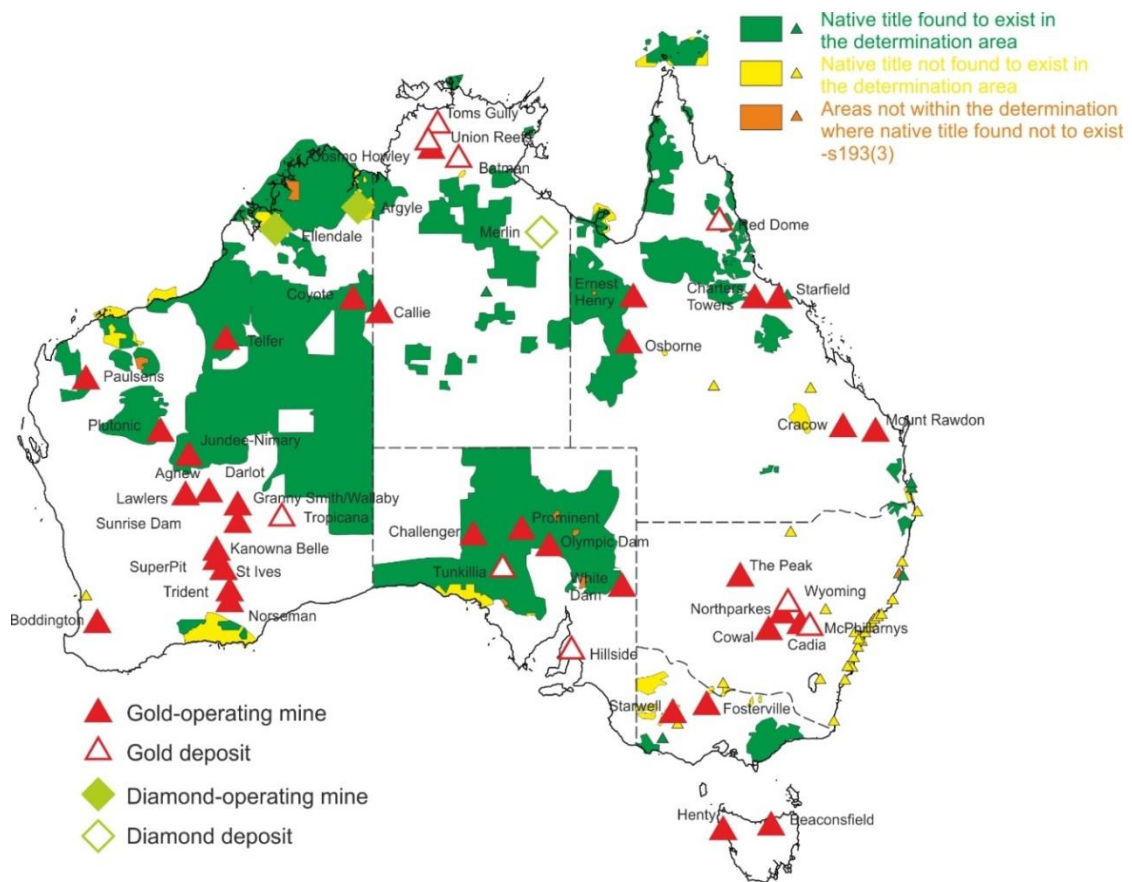 Native title found to exist in
the determination area
Native title not found to exist in
the determination area
Areas not within the determination
where native title found not to exist
-s193(3)
Toms Gully
Union Reefs
Cosmo Howley
Batman
Argyle
Ellendale
Merlin
Red Dome
Coyote
Callie
Ernest
Henry
Charters
Towers
Starfield
Telfer
Osborne
Paulsens
Plutonic
Cracow
Mount Rawdon
Jundee-Nimary
Agnew
Darlot
Lawlers
Granny Smith/Wallaby
Sunrise Dam
Tropicana
Challenger
Prominent
Olympic Dam
Kanowna Belle
SuperPit
St Ives
Tunkillia
White
Dam
The Peak
Trident
Norseman
Wyoming
Northparkes
McPhillarnys
Boddington
Cowal
Cadia
Hillside
Starwell
Fosterville
Gold-operating mine
Gold deposit
Diamond-operating mine
Diamond deposit
Henty
Beaconsfield